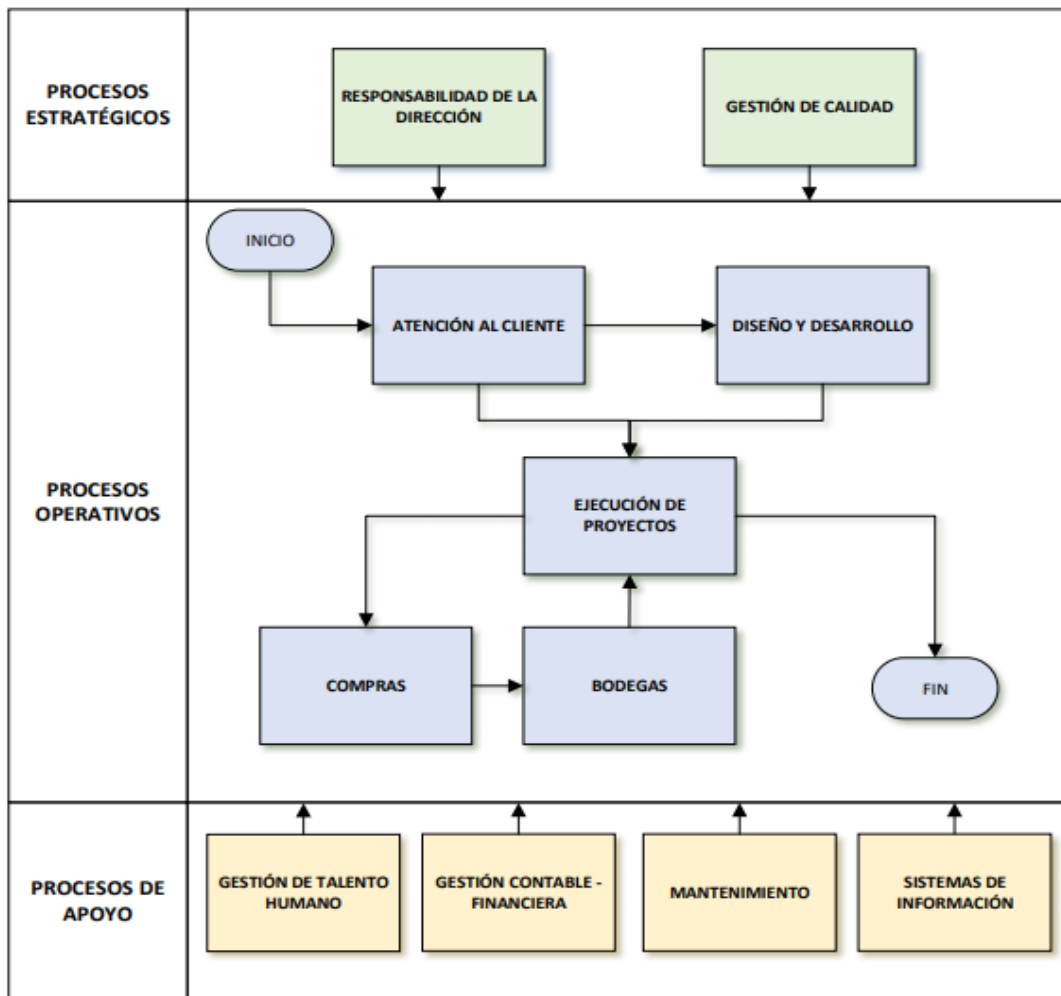 PROCESOS
ESTRATÉGICOS
RESPONSABILIDAD DE LA
DIRECCIÓN
GESTIÓN DE CALIDAD
PROCESOS
OPERATIVOS
INICIO
ATENCIÓN AL CLIENTE
DISEÑO Y DESARROLLO
EJECUCIÓN DE
PROYECTOS
COMPRAS
BODEGAS
FIN
PROCESOS DE
APOYO
GESTIÓN DE TALENTO
HUMANO
GESTIÓN CONTABLE -
FINANCIERA
MANTENIMIENTO
SISTEMAS DE
INFORMACIÓN